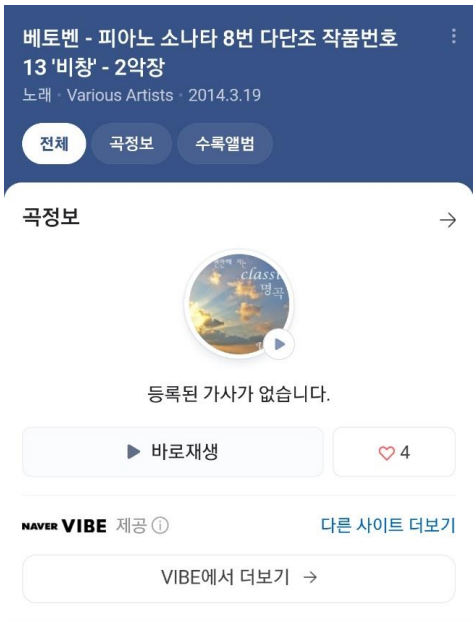 베토벤 - 피아노 소나타 8번 다단조 작품번호
13 '비창' - 2악장
노래 · Various Artists · 2014.3.19
전체 곡정보 수록앨범
곡정보
classi
명곡
등록된 가사가 없습니다.
바로재생 4
NAVER VIBE 제공
다른 사이트 더보기
VIBE에서 더보기